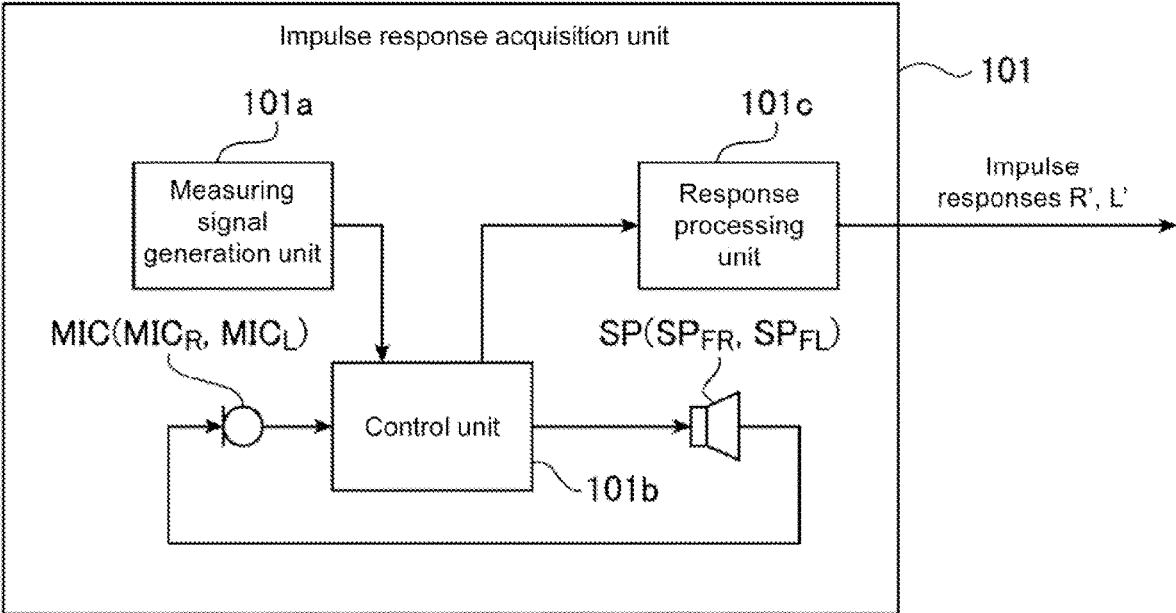 Impulse response acquisition unit
101
101a
101c
Measuring
signal
generation unit
Response
processing
unit
Impulse
responses R', L'
MIC(MICR, MICL)
SP(SPFR, SPFL)
Control unit
101b